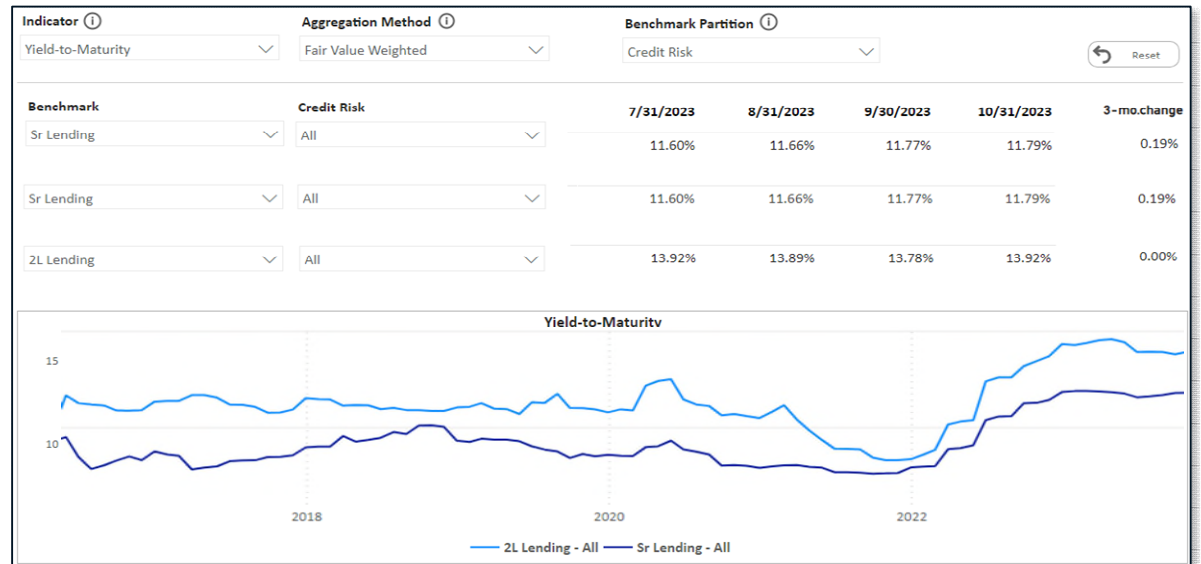 Indicator Aggregation Method Benchmark Partition
Yield-to-Maturity Fair Value Weighted Credit Risk Reset
Benchmark Credit Risk 7/31/2023 8/31/2023 9/30/2023 10/31/2023 3-mo.change
Sr Lending All 11.60% 11.66% 11.77% 11.79% 0.19%
Sr Lending All 11.60% 11.66% 11.77% 11.79% 0.19%
2L Lending All 13.92% 13.89% 13.78% 13.92% 0.00%
Yield-to-Maturity
15
10
2018 2020 2022
2L Lending - All Sr Lending - All